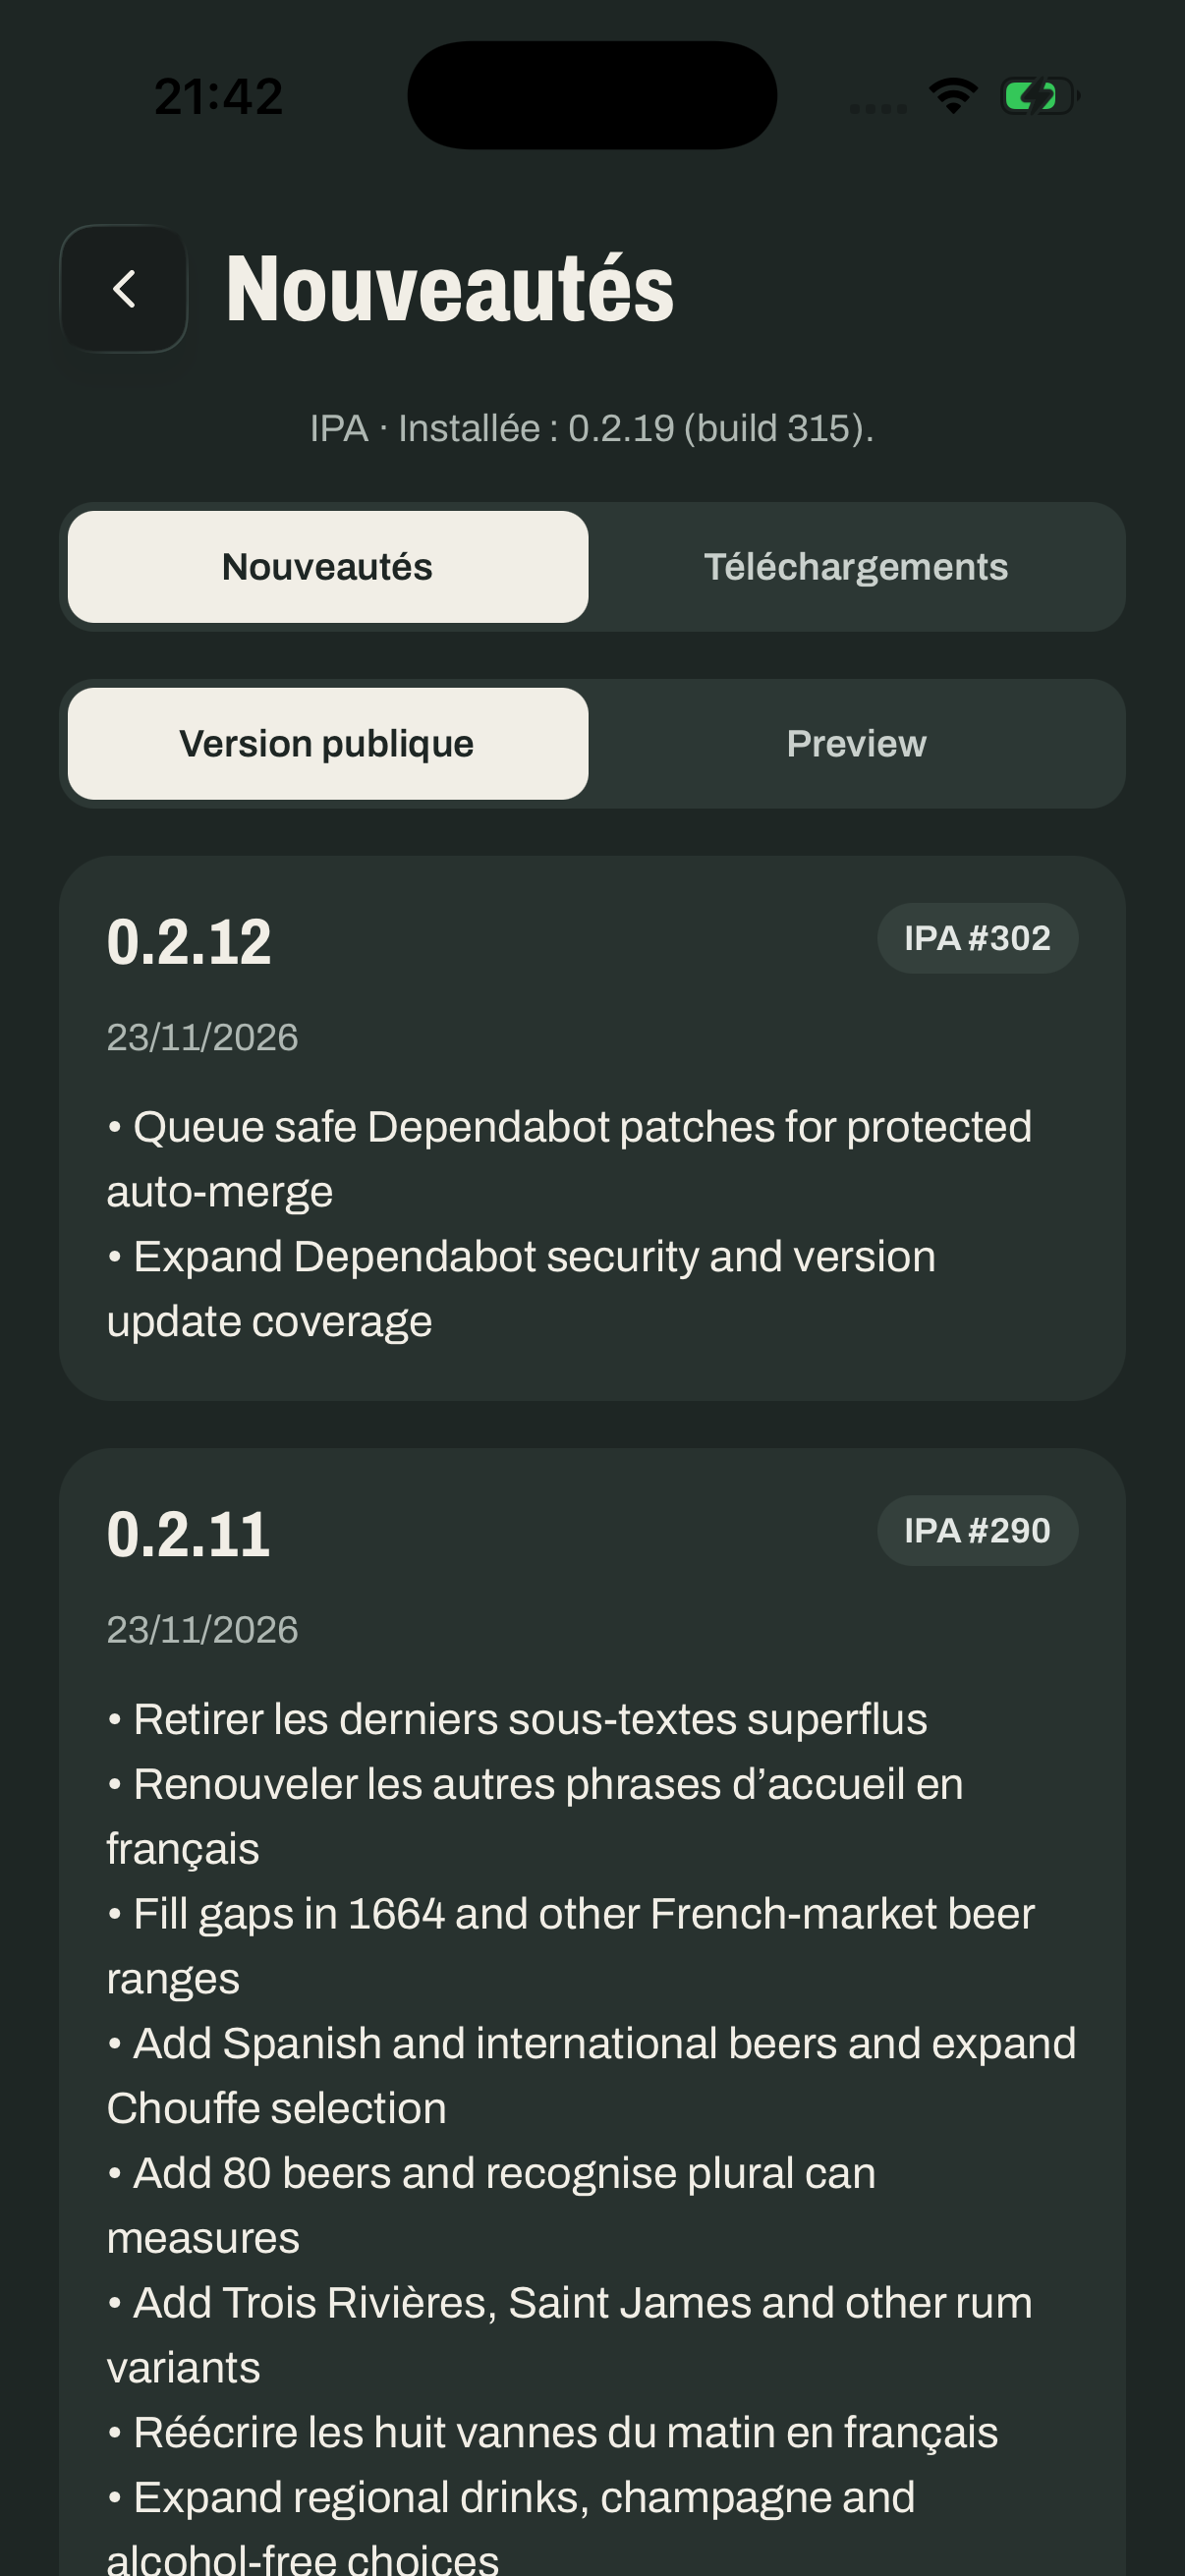 21:42
Nouveautés
IPA · Installée : 0.2.19 (build 315).
Nouveautés
Téléchargements
Version publique
Preview
0.2.12
IPA #302
23/11/2026
• Queue safe Dependabot patches for protected
auto-merge
• Expand Dependabot security and version
update coverage
0.2.11
IPA #290
23/11/2026
• Retirer les derniers sous-textes superflus
• Renouveler les autres phrases d’accueil en
français
• Fill gaps in 1664 and other French-market beer
ranges
• Add Spanish and international beers and expand
Chouffe selection
• Add 80 beers and recognise plural can
measures
• Add Trois Rivières, Saint James and other rum
variants
• Réécrire les huit vannes du matin en français
• Expand regional drinks, champagne and
alcohol-free choices